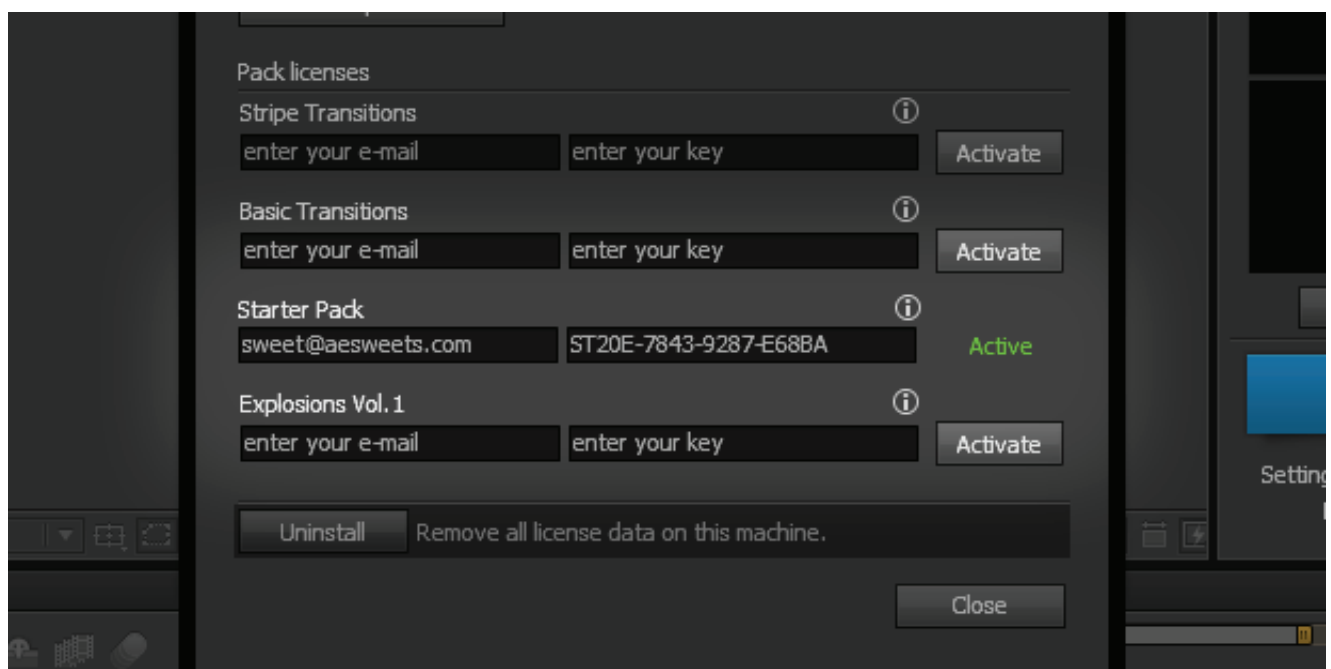 Pack licenses
Stripe Transitions
enter your e-mail enter your key Activate
Basic Transitions
enter your e-mail enter your key Activate
Starter Pack
sweet@aesweets.com ST20E-7843-9287-E68BA Active
Explosions Vol. 1
enter your e-mail enter your key Activate
Setting
Uninstall Remove all license data on this machine.
Close